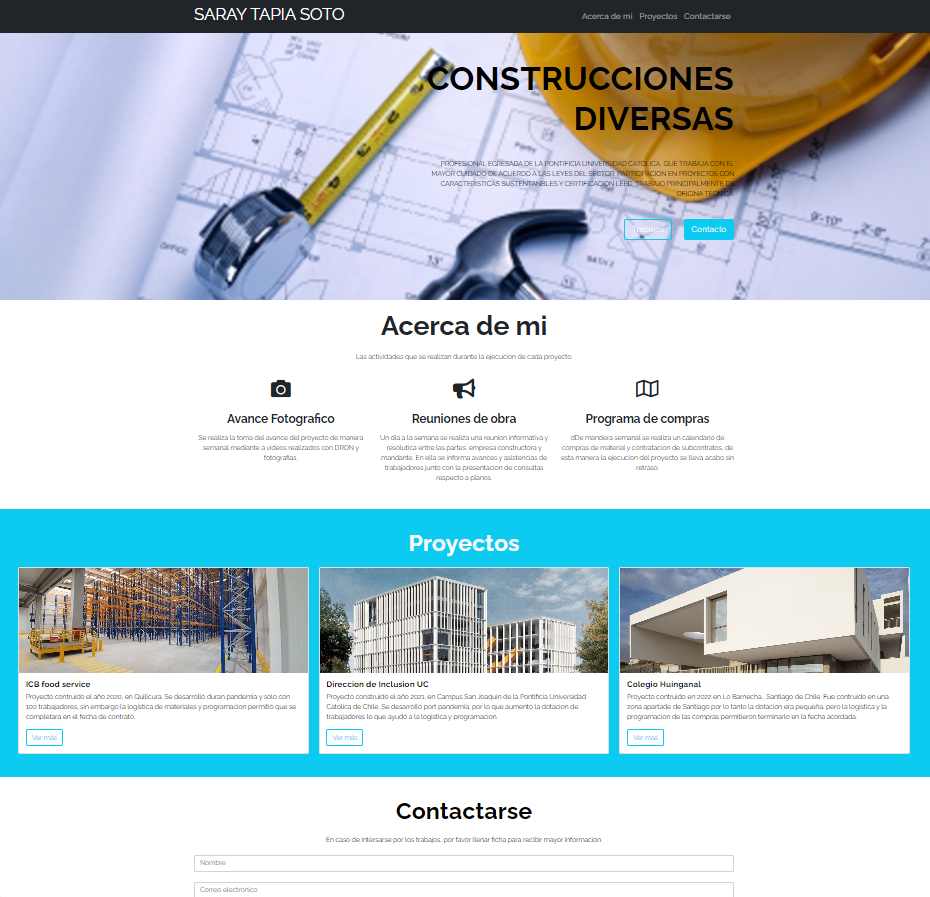 SARAY TAPIA SOTO
Acerca de mi Proyectos Contactarse
CONSTRUCCIONES
DIVERSAS
PROFESIONAL EGRESADA DE LA PONTIFICIA UNIVERSIDAD CATOLICA, QUE TRABAJA CON EL
MAYOR CUIDADO DE ACUERDO A LAS LEYES DEL SECTOR. PARTICIPACION EN PROYECTOS CON
CARACTERISTICAS SUSTENTANBLES Y CERTIFICACION LEED. TRABAJO PRINCIPALMENTE DE
OFICINA TECNICA
Trabajos Contacto
OFFICE
Acerca de mi
Las actividades que se realizan durante la ejecucion de cada proyecto
Avance Fotografico
Se realiza la toma del avance del proyecto de manera
semanal mediante a videos realizados con DRON y
fotografias.
Reuniones de obra
Un dia a la semana se realiza una reunion informativa y
resolutica entre las partes: empresa constructora y
mandante. En ella se informa avances y asistencias de
trabajadores junto con la presentacion de consultas
respecto a planos.
Programa de compras
dDe mandera semanal se realiza un calendario de
compras de material y contratacion de subcontratos, de
esta manera la ejecucion del proyecto se lleva acabo sin
retraso.
Proyectos
ICB food service
Proyecto contruido el año 2020, en Quilicura. Se desarrollo duran pandemia y solo con
100 trabajadores, sin embargo la logistica de materiales y programacion permitio que se
completara en el fecha de contrato.
Ver más
Direccion de Inclusion UC
Proyecto construido el año 2021, en Campus San Joaquin de la Pontificia Universidad
Catolica de Chile. Se desarrollo port pandemia, por lo que aumento la dotacion de
trabajadores lo que ayudo a la logistica y programacion.
Ver más
Colegio Huinganal
Proyecto contruido en 2022 en Lo Barnecha , Santiago de Chile. Fue contruido en una
zona apartade de Santiago por lo tanto la dotacion era pequeña, pero la logistica y la
programacion de las compras permitieron terminarlo en la fecha acordada.
Ver más
Contactarse
En caso de intersarse por los trabajos, por favor llenar ficha para recibir mayor información.
Nombre
Correo electrónico